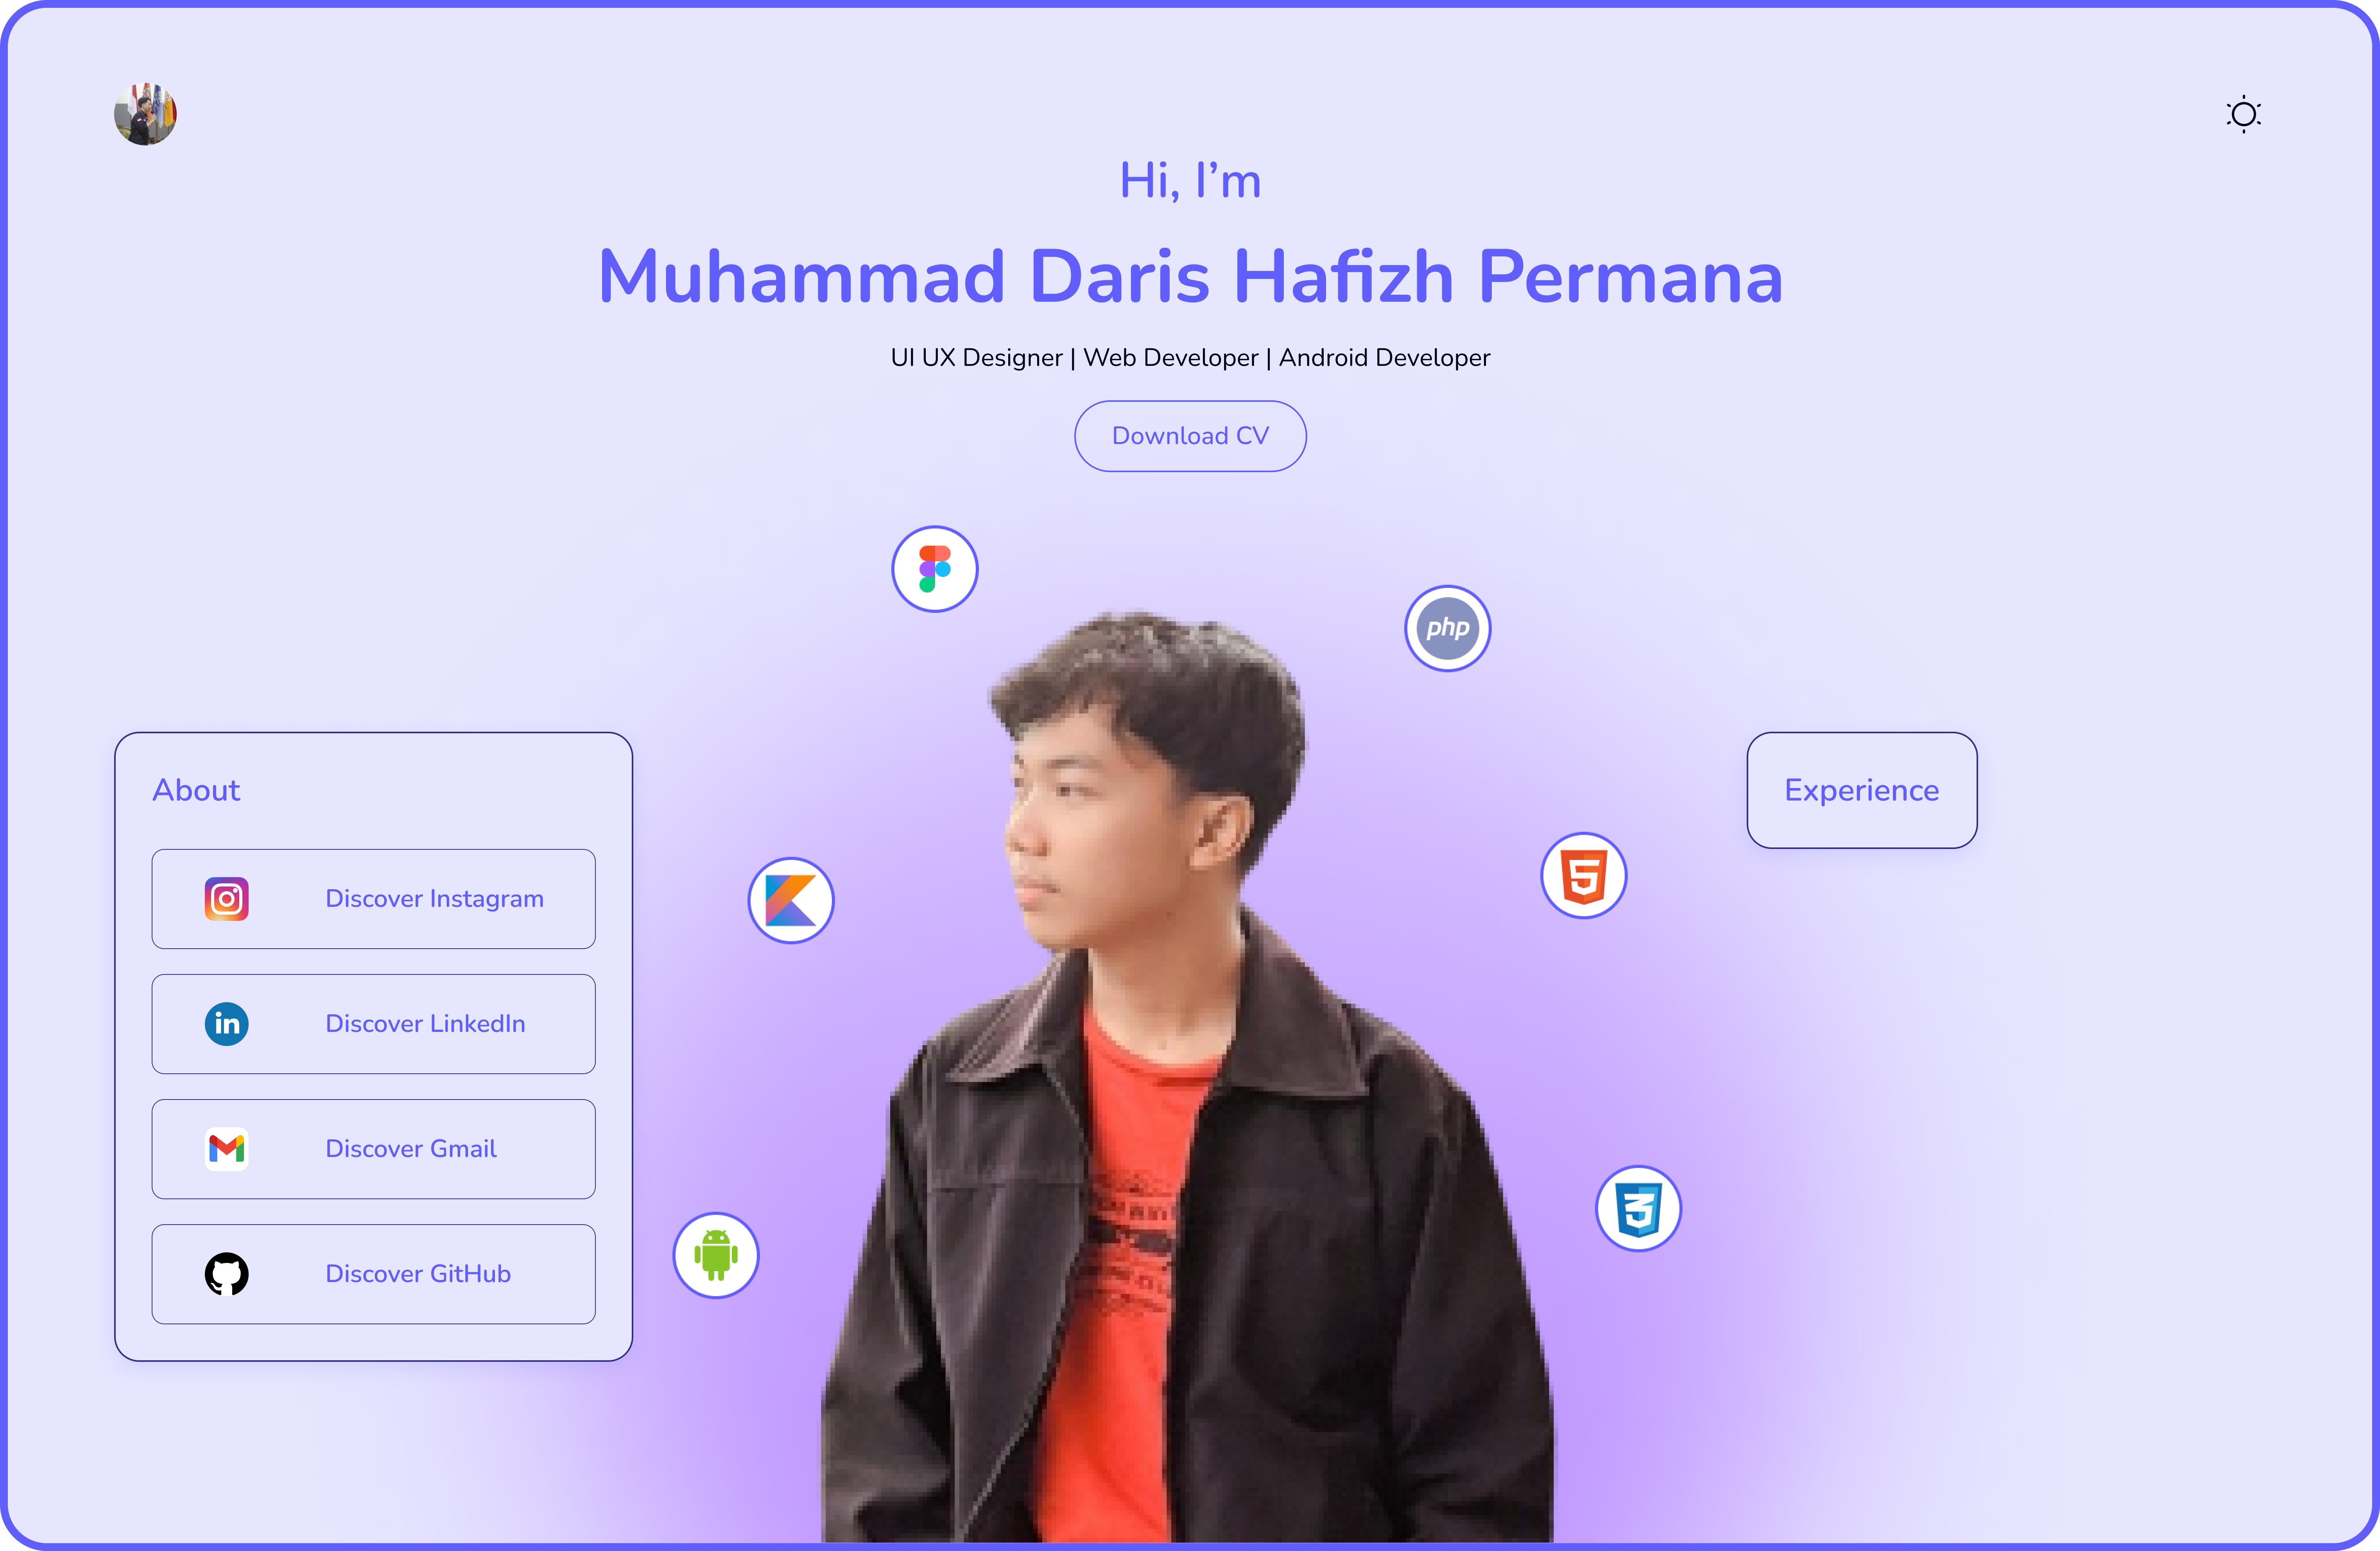 Hi, I’m
Muhammad Daris Hafizh Permana
UI UX Designer | Web Developer | Android Developer
Download CV
php
About
Experience
Discover Instagram
in
Discover LinkedIn
Discover Gmail
Discover GitHub